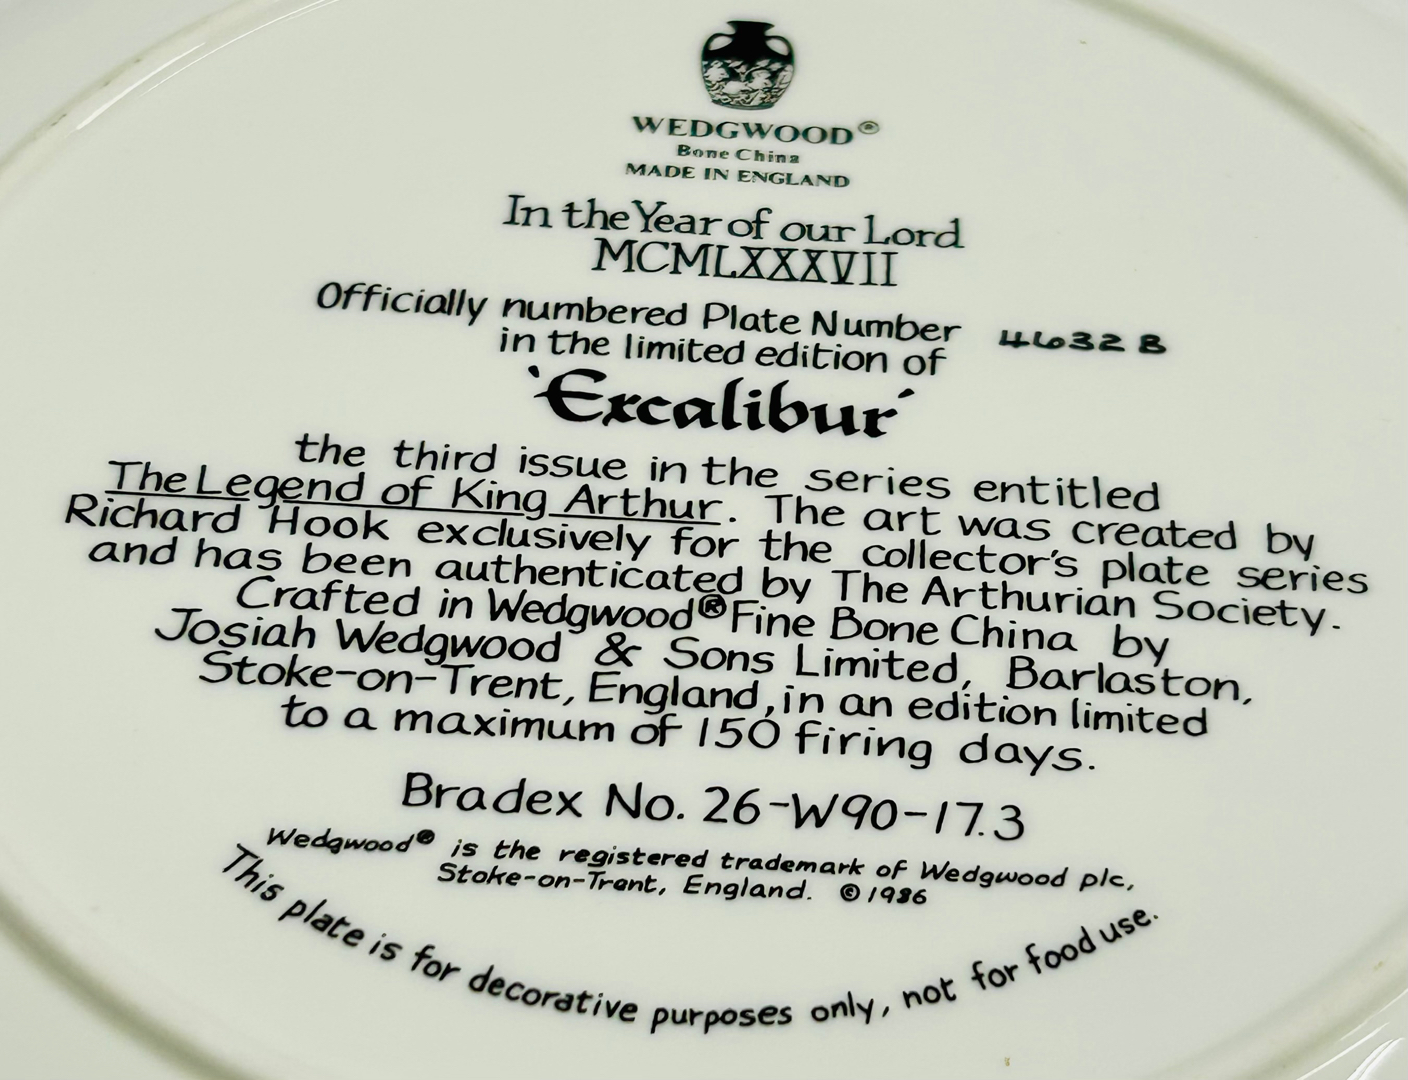 WEDGWOOD®
Bone China
MADE IN ENGLAND
In the Year of our Lord
MCMLXXXVII
Officially numbered Plate Number 4632 B
in the limited edition of
'Excalibur'
the third issue in the series entitled
The Legend of King Arthur. The art was created by
Richard Hook exclusively for the collector's plate series
and has been authenticated by The Arthurian Society.
Crafted in Wedgwood® Fine Bone China by
Josiah Wedgwood & Sons Limited, Barlaston,
Stoke-on-Trent, England, in an edition limited
to a maximum of 150 firing days.
Bradex No. 26-W90-17.3
Wedgwood® is the registered trademark of Wedgwood plc,
Stoke-on-Trent, England. © 1986
This plate is for decorative purposes only, not for food use.